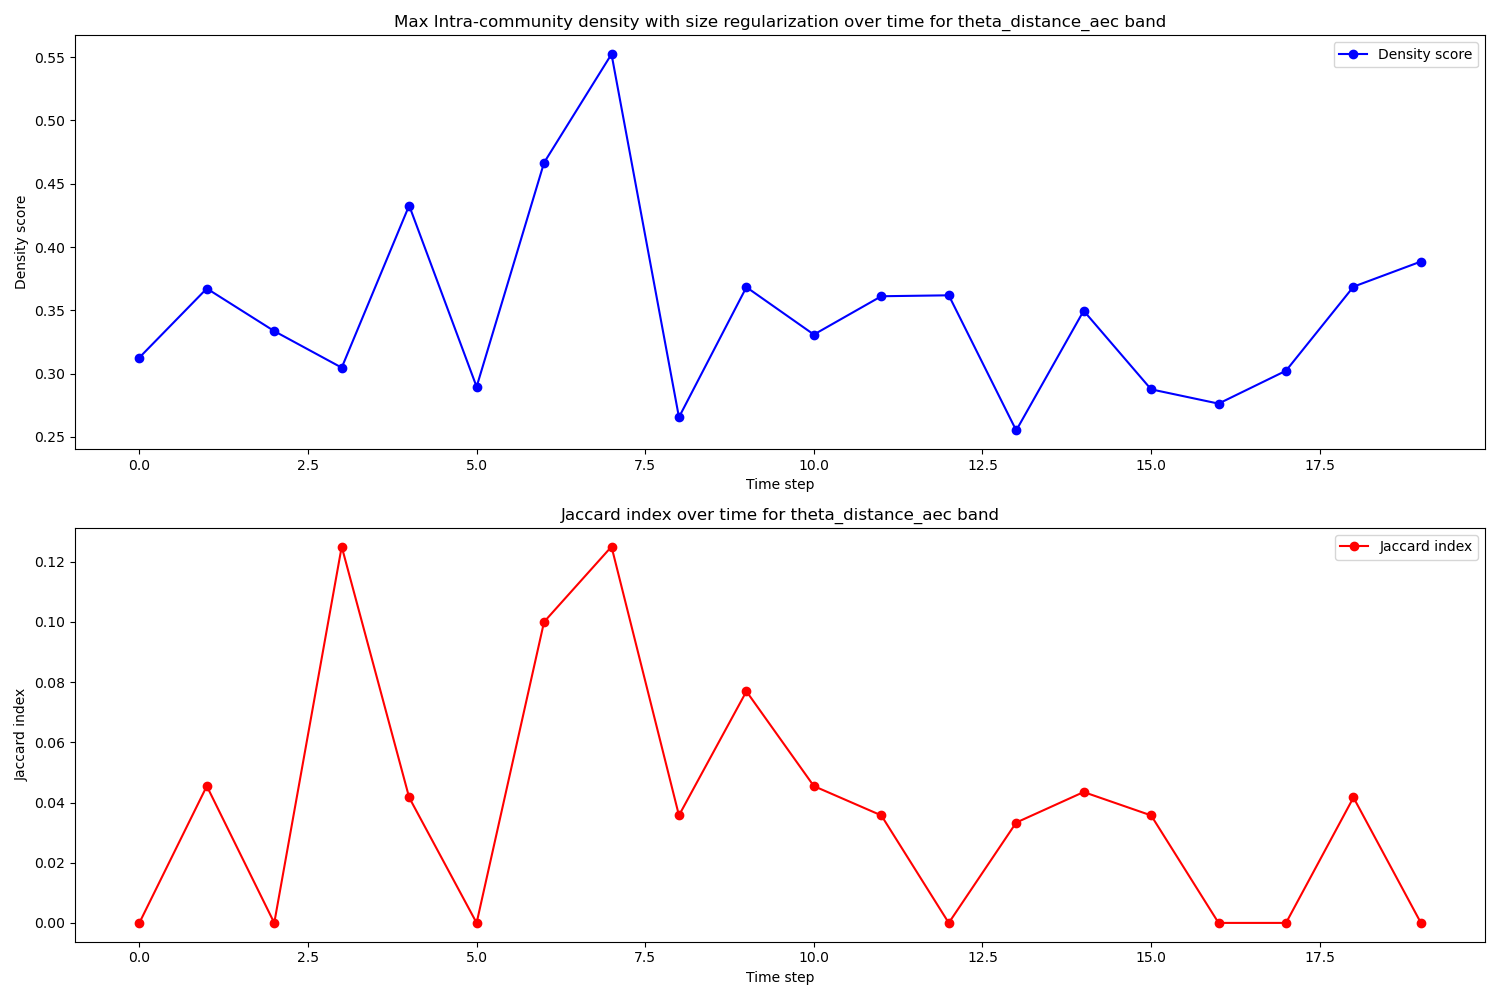 Max Intra-community density with size regularization over time for theta_distance_aec band
Density score
Density score
0.55
0.50
0.45
0.40
0.35
0.30
0.25
0.0 2.5 5.0 7.5 10.0 12.5 15.0 17.5
Time step
Jaccard index over time for theta_distance_aec band
Jaccard index
Jaccard index
0.12
0.10
0.08
0.06
0.04
0.02
0.00
0.0 2.5 5.0 7.5 10.0 12.5 15.0 17.5
Time step